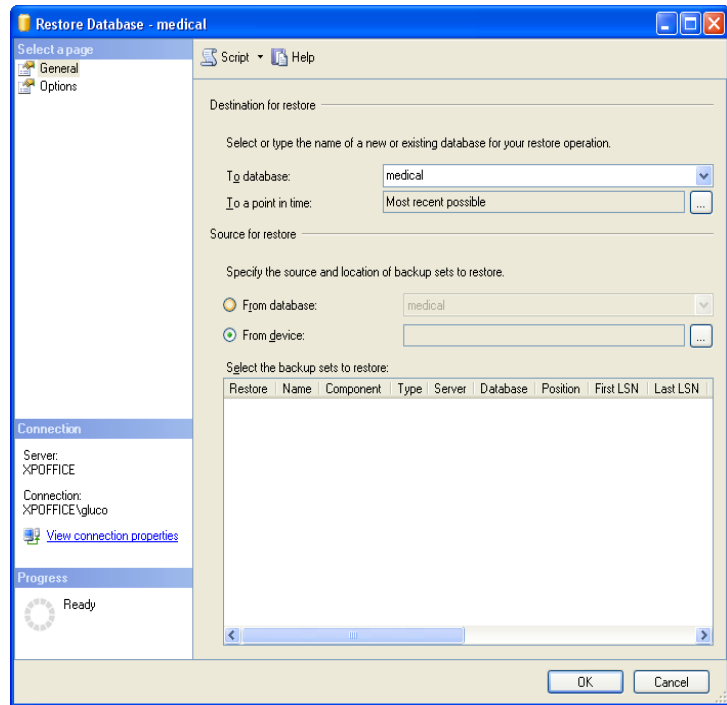 Restore Database - medical
Select a page
General
Options
Script Help
Destination for restore
Select or type the name of a new or existing database for your restore operation.
To database: medical
To a point in time: Most recent possible ...
Source for restore
Specify the source and location of backup sets to restore.
From database: medical
From device: ...
Select the backup sets to restore:
Restore Name Component Type Server Database Position First LSN Last LSN
Connection
Server:
XPOFFICE
Connection:
XPOFFICE\gluco
View connection properties
Progress
Ready
OK Cancel